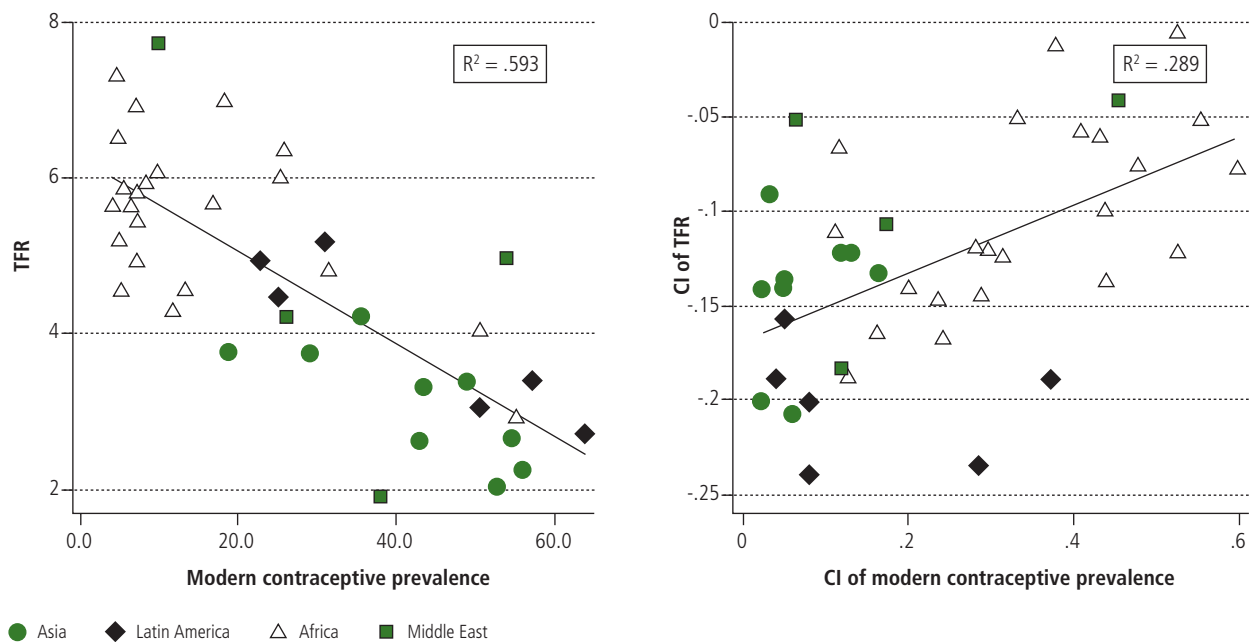 8
6
4
2
TFR
R² = .593
0.0
20.0
40.0
60.0
Modern contraceptive prevalence
0
-.05
-.1
-.15
-.2
-.25
CI of TFR
R² = .289
0
.2
.4
.6
CI of modern contraceptive prevalence
Asia
Latin America
Africa
Middle East